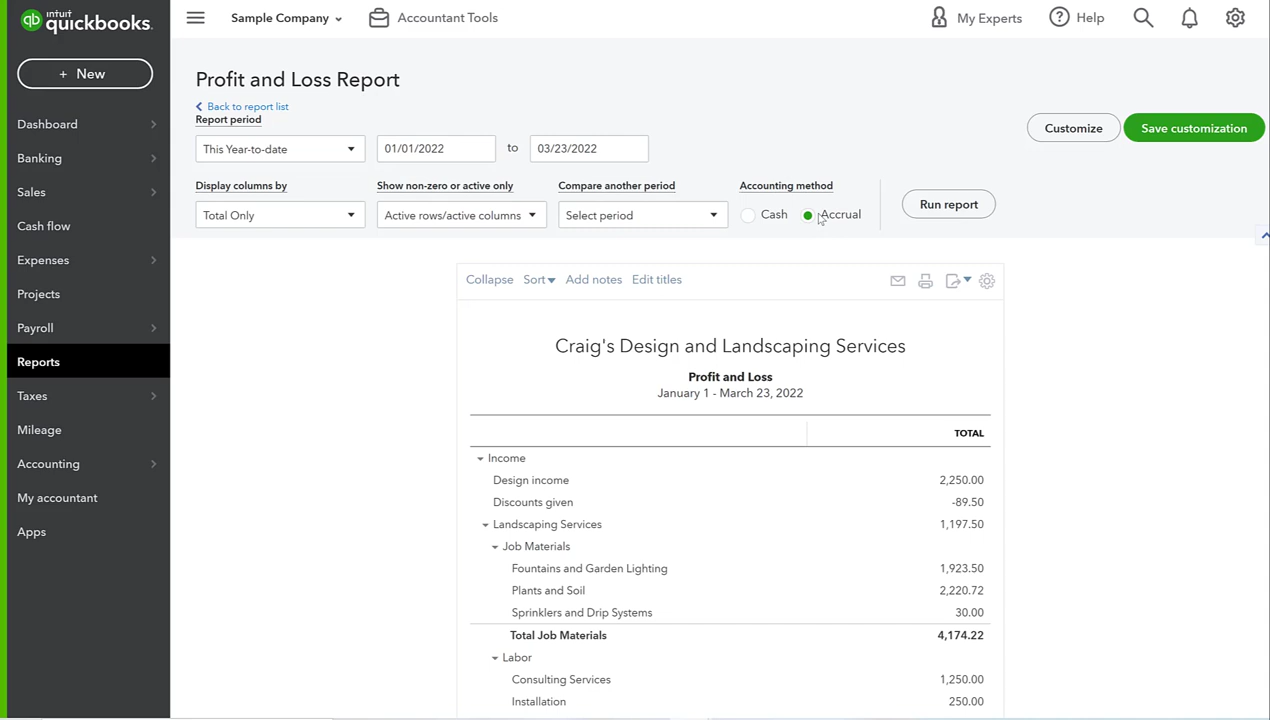 intuit
quickbooks.
Sample Company
Accountant Tools
My Experts
Help
+ New
Dashboard
Banking
Sales
Cash flow
Expenses
Projects
Payroll
Reports
Taxes
Mileage
Accounting
My accountant
Apps
Profit and Loss Report
Back to report list
Report period
This Year-to-date
01/01/2022
to
03/23/2022
Customize
Save customization
Display columns by
Show non-zero or active only
Compare another period
Accounting method
Total Only
Active rows/active columns
Select period
Cash
Accrual
Run report
Collapse Sort Add notes Edit titles
Craig's Design and Landscaping Services
Profit and Loss
January 1 - March 23, 2022
TOTAL
Income
Design income 2,250.00
Discounts given -89.50
Landscaping Services 1,197.50
Job Materials
Fountains and Garden Lighting 1,923.50
Plants and Soil 2,220.72
Sprinklers and Drip Systems 30.00
Total Job Materials 4,174.22
Labor
Consulting Services 1,250.00
Installation 250.00